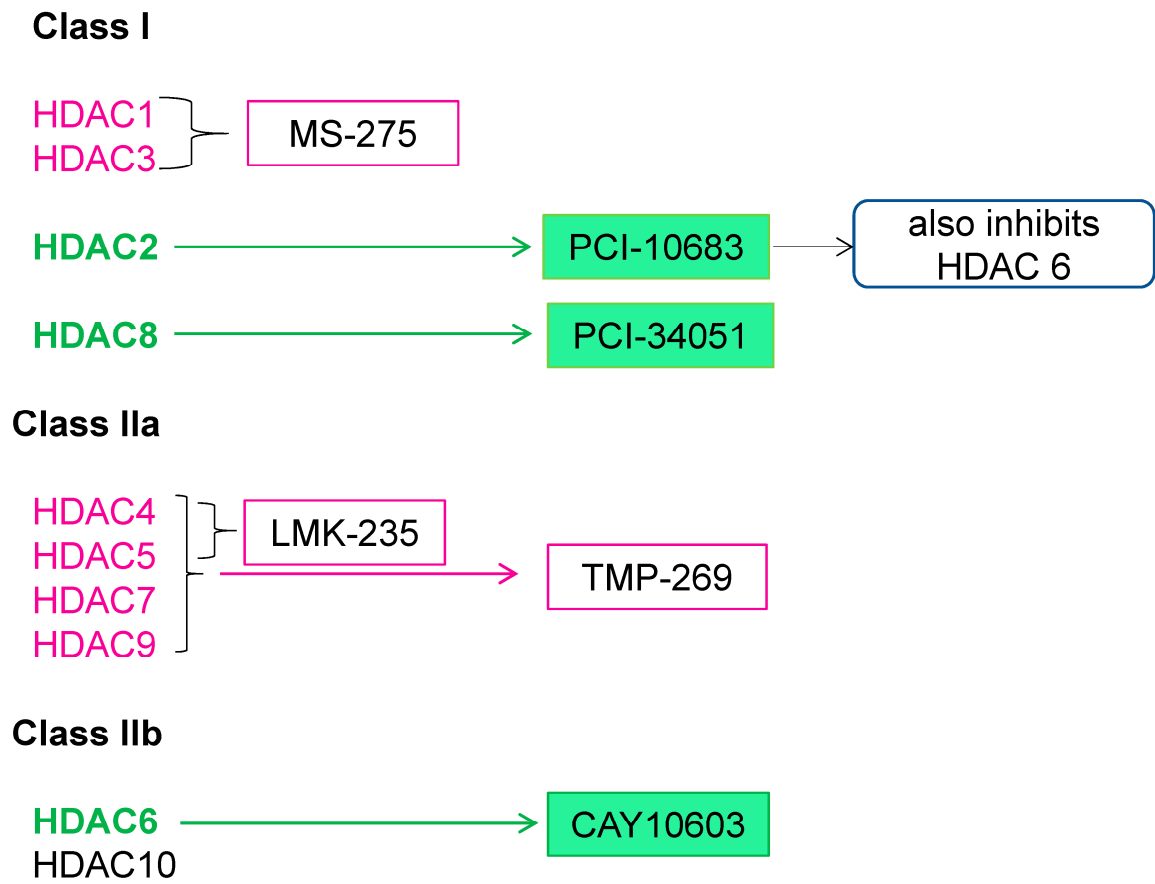 Class I
HDAC1
HDAC3
MS-275
HDAC2
PCI-10683
also inhibits
HDAC 6
HDAC8
PCI-34051
Class IIa
HDAC4
HDAC5
HDAC7
HDAC9
LMK-235
TMP-269
Class IIb
HDAC6
CAY10603
HDAC10